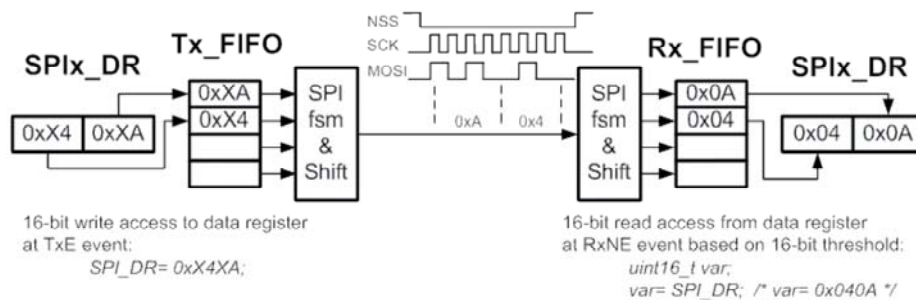 NSS
SCK
MOSI
SPIx_DR
Tx_FIFO
Rx_FIFO
SPIx_DR
0xX4 0xXA
0xXA
0xX4
SPI
fsm
&
Shift
0xA 0x4
SPI
fsm
&
Shift
0x0A
0x04
0x04 0x0A
16-bit write access to data register
at TxE event:
SPI_DR= 0xX4XA;
16-bit read access from data register
at RxNE event based on 16-bit threshold:
uint16_t var;
var= SPI_DR; /* var= 0x040A */